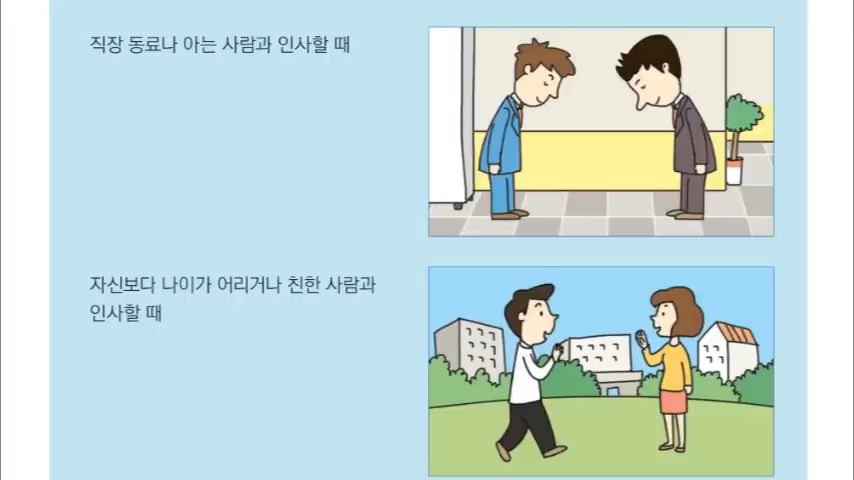 직장 동료나 아는 사람과 인사할 때
자신보다 나이가 어리거나 친한 사람과
인사할 때